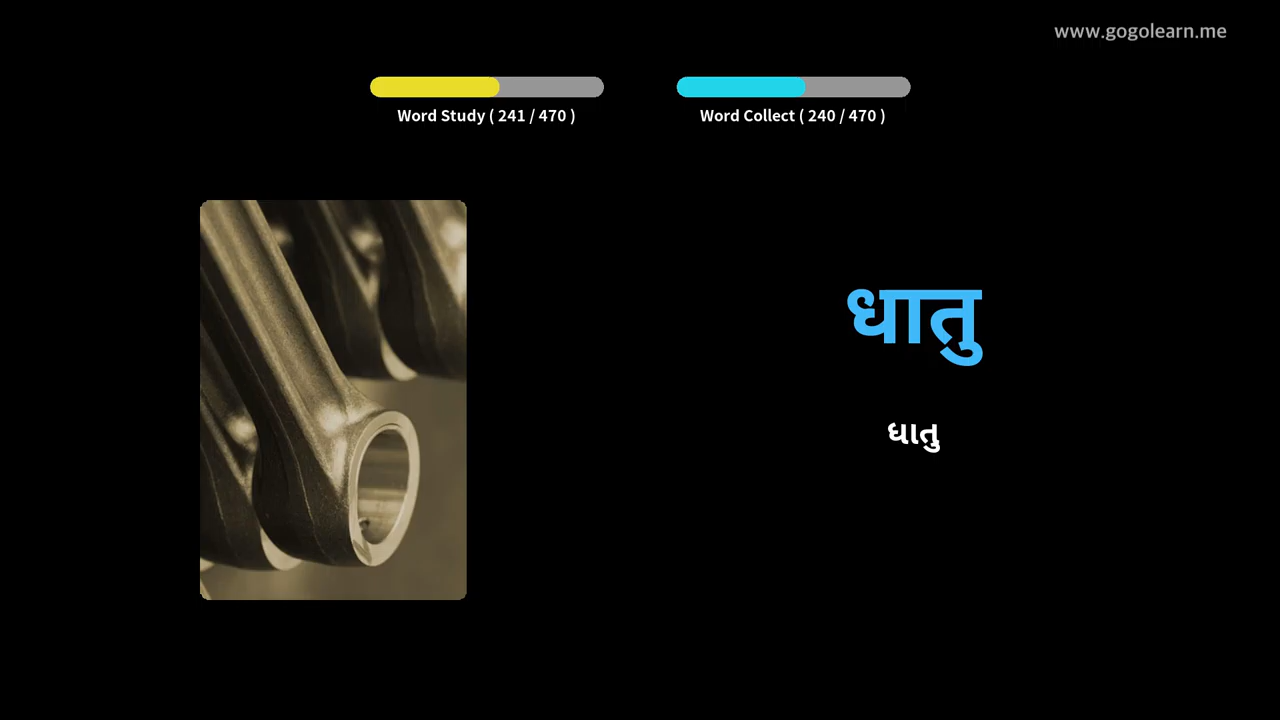 www.gogolearn.me
Word Study ( 241 / 470 )
Word Collect ( 240 / 470 )
धातु
धातु